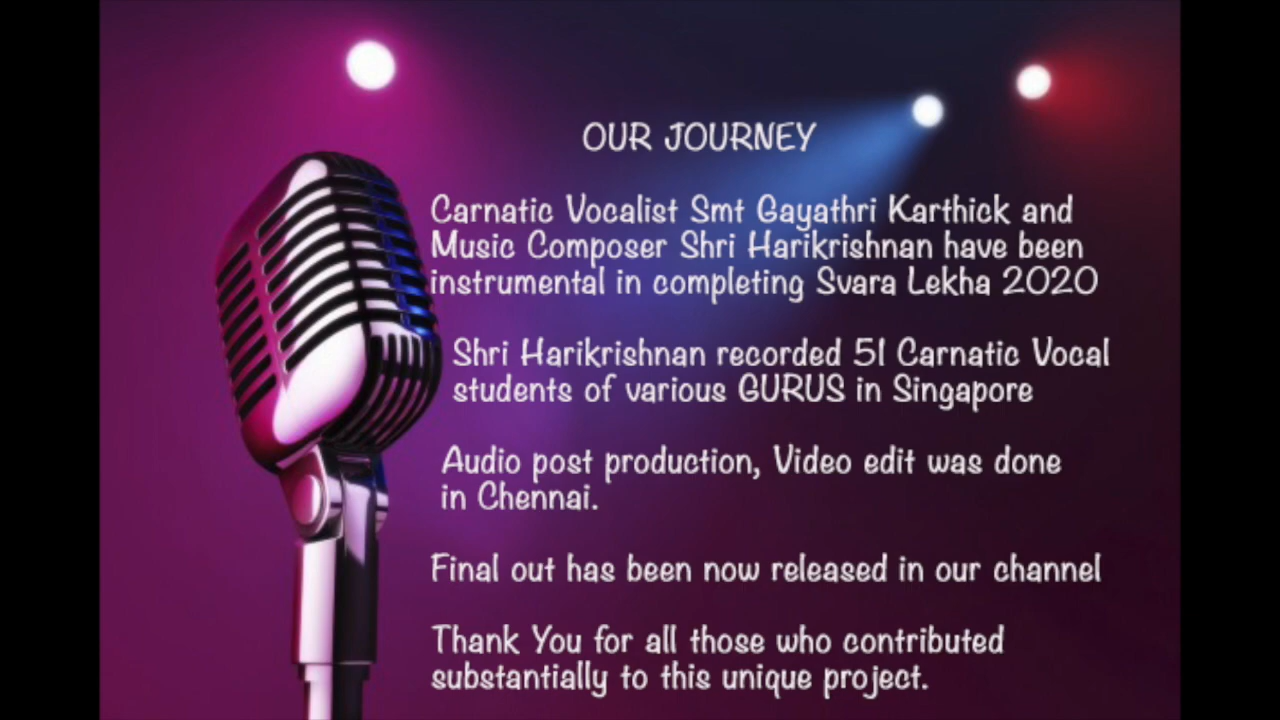 OUR JOURNEY
Carnatic Vocalist Smt Gayathri Karthick and
Music Composer Shri Harikrishnan have been
instrumental in completing Svara Lekha 2020
Shri Harikrishnan recorded 51 Carnatic Vocal
students of various GURUS in Singapore
Audio post production, Video edit was done
in Chennai.
Final out has been now released in our channel
Thank You for all those who contributed
substantially to this unique project.